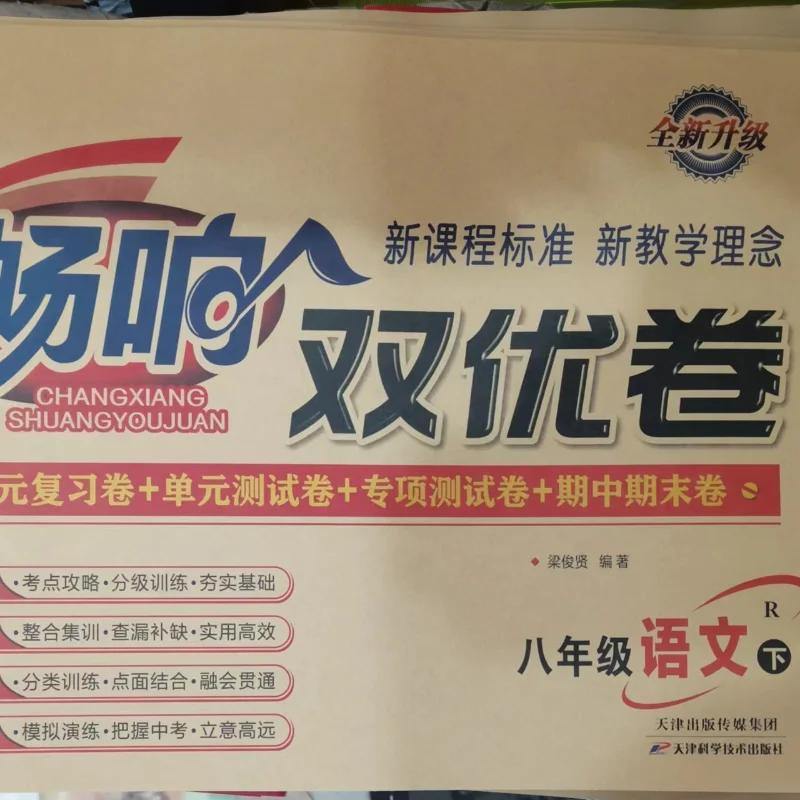 全新升级
新课程标准 新教学理念
畅响
双优卷
CHANGXIANG
SHUANGYOUJUAN
元复习卷+单元测试卷+专项测试卷+期中期末卷
梁俊贤 编著
·考点攻略·分级训练·夯实基础
·整合集训·查漏补缺·实用高效
·分类训练·点面结合·融会贯通
·模拟演练·把握中考·立意高远
R
八年级 语文 下
天津出版传媒集团
天津科学技术出版社